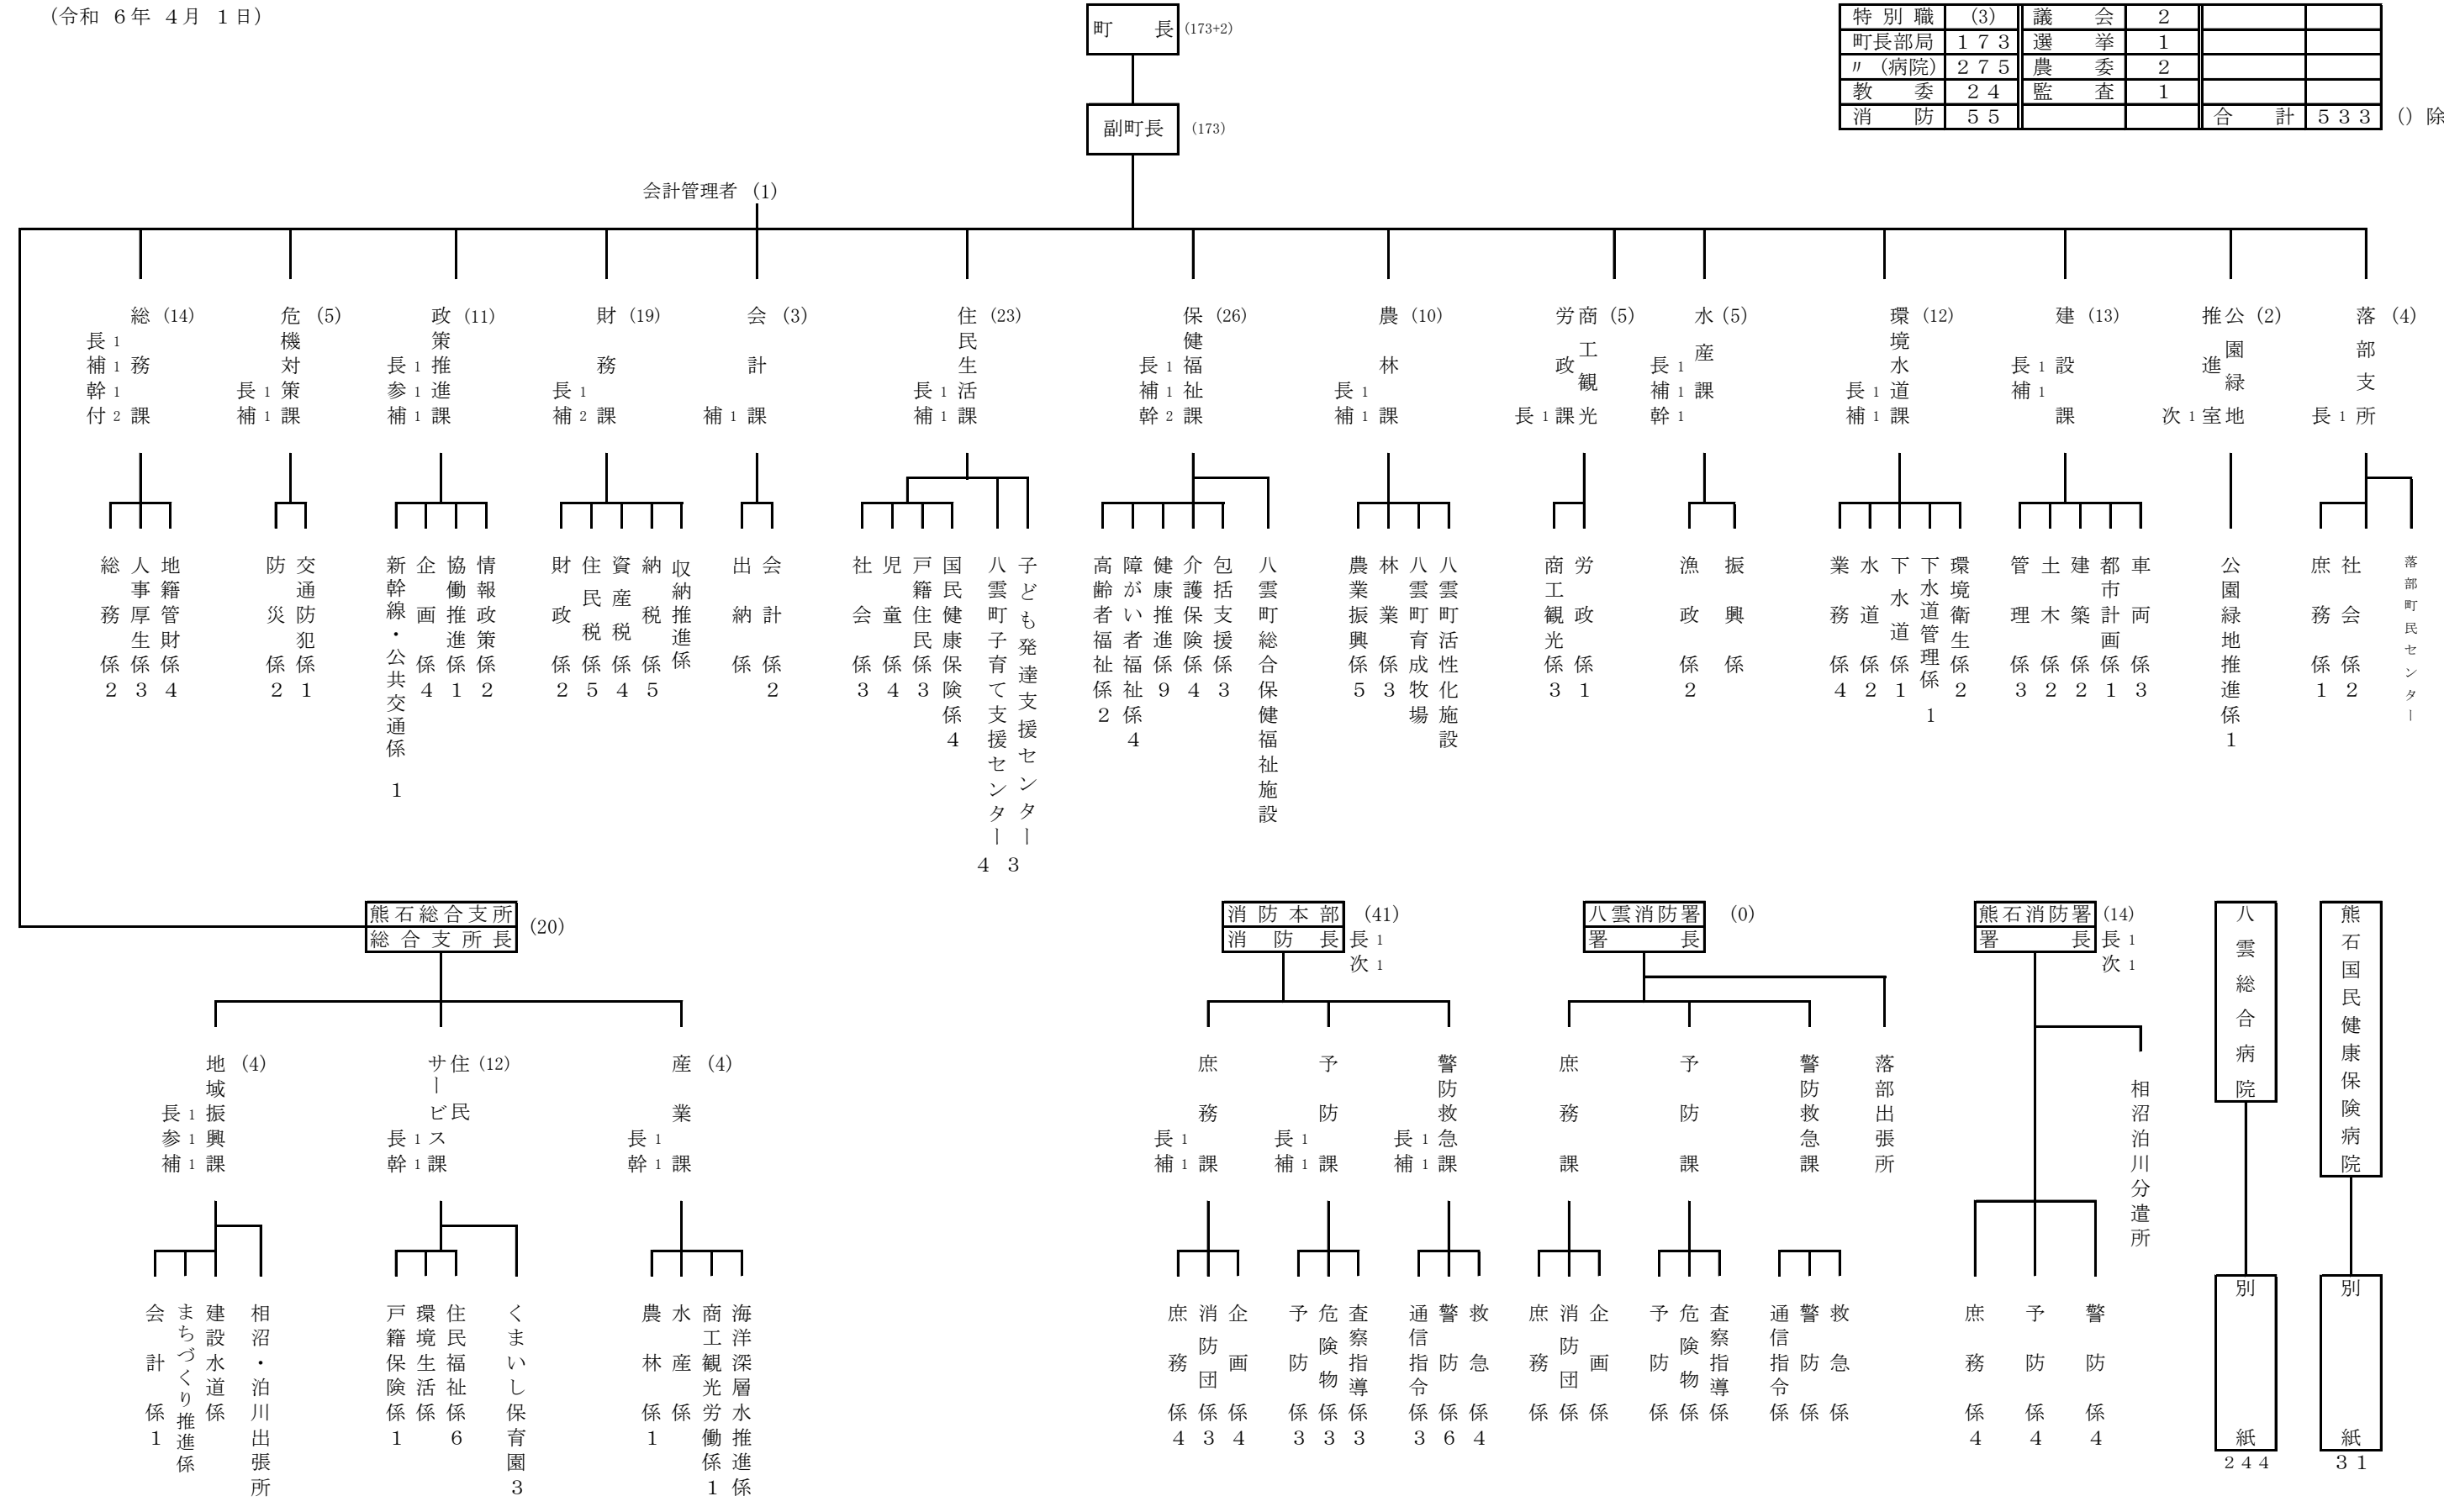 (令和 6年 4月 1日)
町 長 (173+2)
副町長 (173)
特別職 (3) 議会 2
町長部局 173 選挙 1
〃 (病院) 275 農委 2
教委 24 監査 1
消防 55 合計 533 () 除
会計管理者 (1)
総務課 (14)
長1
補1
幹1
付2
危機対策課 (5)
長1
補1
政策推進課 (11)
長1
参1
補1
財務課 (19)
長1
補2
会計課 (3)
補1
住民生活課 (23)
長1
補1
保健福祉課 (26)
長1
補1
幹2
農林課 (10)
長1
補1
商工観光
労政課 (5)
長1
水産課 (5)
長1
補1
幹1
環境水道課 (12)
長1
補1
建設課 (13)
長1
補1
公園緑地
推進室 (2)
次1
落部支所 (4)
長1
総務係2
人事厚生係3
地籍管財係4
防災係2
交通防犯係1
新幹線・公共交通係 1
企画係4
協働推進係1
情報政策係2
財政係2
住民税係5
資産税係4
納税係5
収納推進係
出納係
会計係2
社会係3
児童係4
戸籍住民係3
国民健康保険係4
八雲町子育て支援センター 4
子ども発達支援センター 3
高齢者福祉係2
障がい者福祉係4
健康推進係9
介護保険係4
包括支援係3
八雲町総合保健福祉施設
農業振興係5
林業係3
八雲町育成牧場
八雲町活性化施設
商工観光係3
労政係1
漁政係2
振興係
業務係4
水道係2
下水道係1
下水道管理係 1
環境衛生係2
管理係3
土木係2
建築係2
都市計画係1
車両係3
公園緑地推進係1
庶務係1
社会係2
落部町民センター
熊石総合支所
総合支所長 (20)
地域振興課 (4)
長1
参1
補1
住民
サービス課 (12)
長1
幹1
産業課 (4)
長1
幹1
会計係1
まちづくり推進係
建設水道係
相沼・泊川出張所
戸籍保険係1
環境生活係
住民福祉係6
くまいし保育園3
農林係1
水産係
商工観光労働係1
海洋深層水推進係
消防本部 (41)
消防長 長1
次1
庶務課
長1
補1
予防課
長1
補1
警防救急課
長1
補1
庶務係4
消防団係3
企画係4
予防係3
危険物係3
査察指導係3
通信指令係3
警防係6
救急係4
八雲消防署 (0)
署長
庶務課
予防課
警防救急課
落部出張所
庶務係
消防団係
企画係
予防係
危険物係
査察指導係
通信指令係
警防係
救急係
熊石消防署 (14)
署長 長1
次1
相沼泊川分遣所
庶務係4
予防係4
警防係4
八雲総合病院
別紙
244
熊石国民健康保険病院
別紙
31